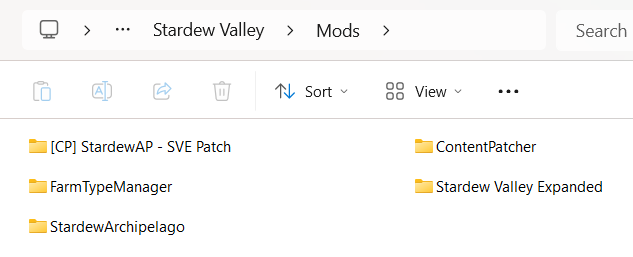 Stardew Valley > Mods > Search
Sort View
[CP] StardewAP - SVE Patch ContentPatcher
FarmTypeManager Stardew Valley Expanded
StardewArchipelago